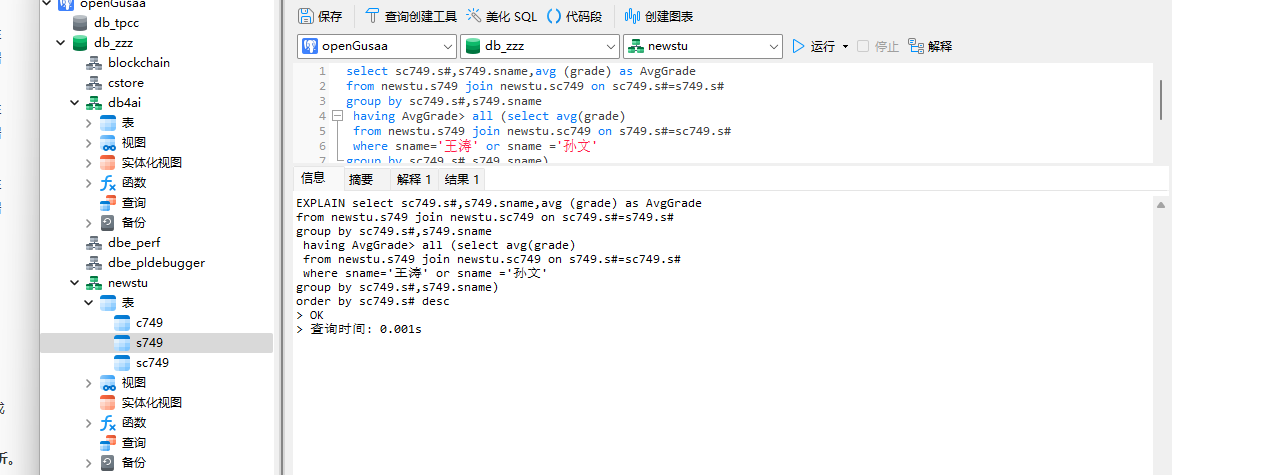 openGusaa
db_tpcc
db_zzz
blockchain
cstore
db4ai
表
视图
实体化视图
函数
查询
备份
dbe_perf
dbe_pldebugger
newstu
表
c749
s749
sc749
视图
实体化视图
函数
查询
备份
保存 查询创建工具 美化 SQL () 代码段 创建图表
openGusaa db_zzz newstu 运行 停止 解释
1 select sc749.s#,s749.sname,avg (grade) as AvgGrade
2 from newstu.s749 join newstu.sc749 on sc749.s#=s749.s#
3 group by sc749.s#,s749.sname
4 having AvgGrade> all (select avg(grade)
5 from newstu.s749 join newstu.sc749 on s749.s#=sc749.s#
6 where sname='王涛' or sname ='孙文'
7 group by sc749.s#,s749.sname)
信息 摘要 解释 1 结果 1
EXPLAIN select sc749.s#,s749.sname,avg (grade) as AvgGrade
from newstu.s749 join newstu.sc749 on sc749.s#=s749.s#
group by sc749.s#,s749.sname
having AvgGrade> all (select avg(grade)
from newstu.s749 join newstu.sc749 on s749.s#=sc749.s#
where sname='王涛' or sname ='孙文'
group by sc749.s#,s749.sname)
order by sc749.s# desc
> OK
> 查询时间: 0.001s